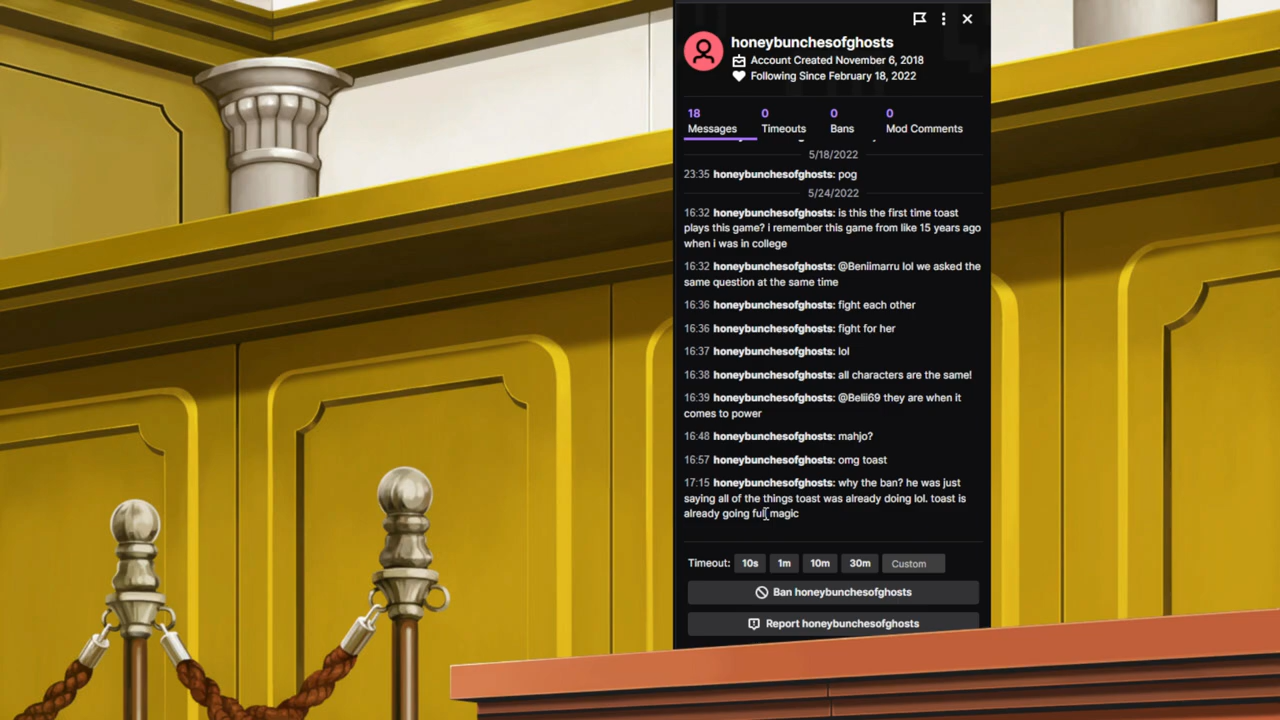 honeybunchesofghosts
Account Created November 6, 2018
Following Since February 18, 2022
18
Messages
0
Timeouts
0
Bans
0
Mod Comments
5/18/2022
23:35 honeybunchesofghosts: pog
5/24/2022
16:32 honeybunchesofghosts: is this the first time toast
plays this game? i remember this game from like 15 years ago
when i was in college
16:32 honeybunchesofghosts: @Beniimarru lol we asked the
same question at the same time
16:36 honeybunchesofghosts: fight each other
16:36 honeybunchesofghosts: fight for her
16:37 honeybunchesofghosts: lol
16:38 honeybunchesofghosts: all characters are the same!
16:39 honeybunchesofghosts: @Belii69 they are when it
comes to power
16:48 honeybunchesofghosts: mahjo?
16:57 honeybunchesofghosts: omg toast
17:15 honeybunchesofghosts: why the ban? he was just
saying all of the things toast was already doing lol. toast is
already going full magic
Timeout: 10s 1m 10m 30m Custom
Ban honeybunchesofghosts
Report honeybunchesofghosts